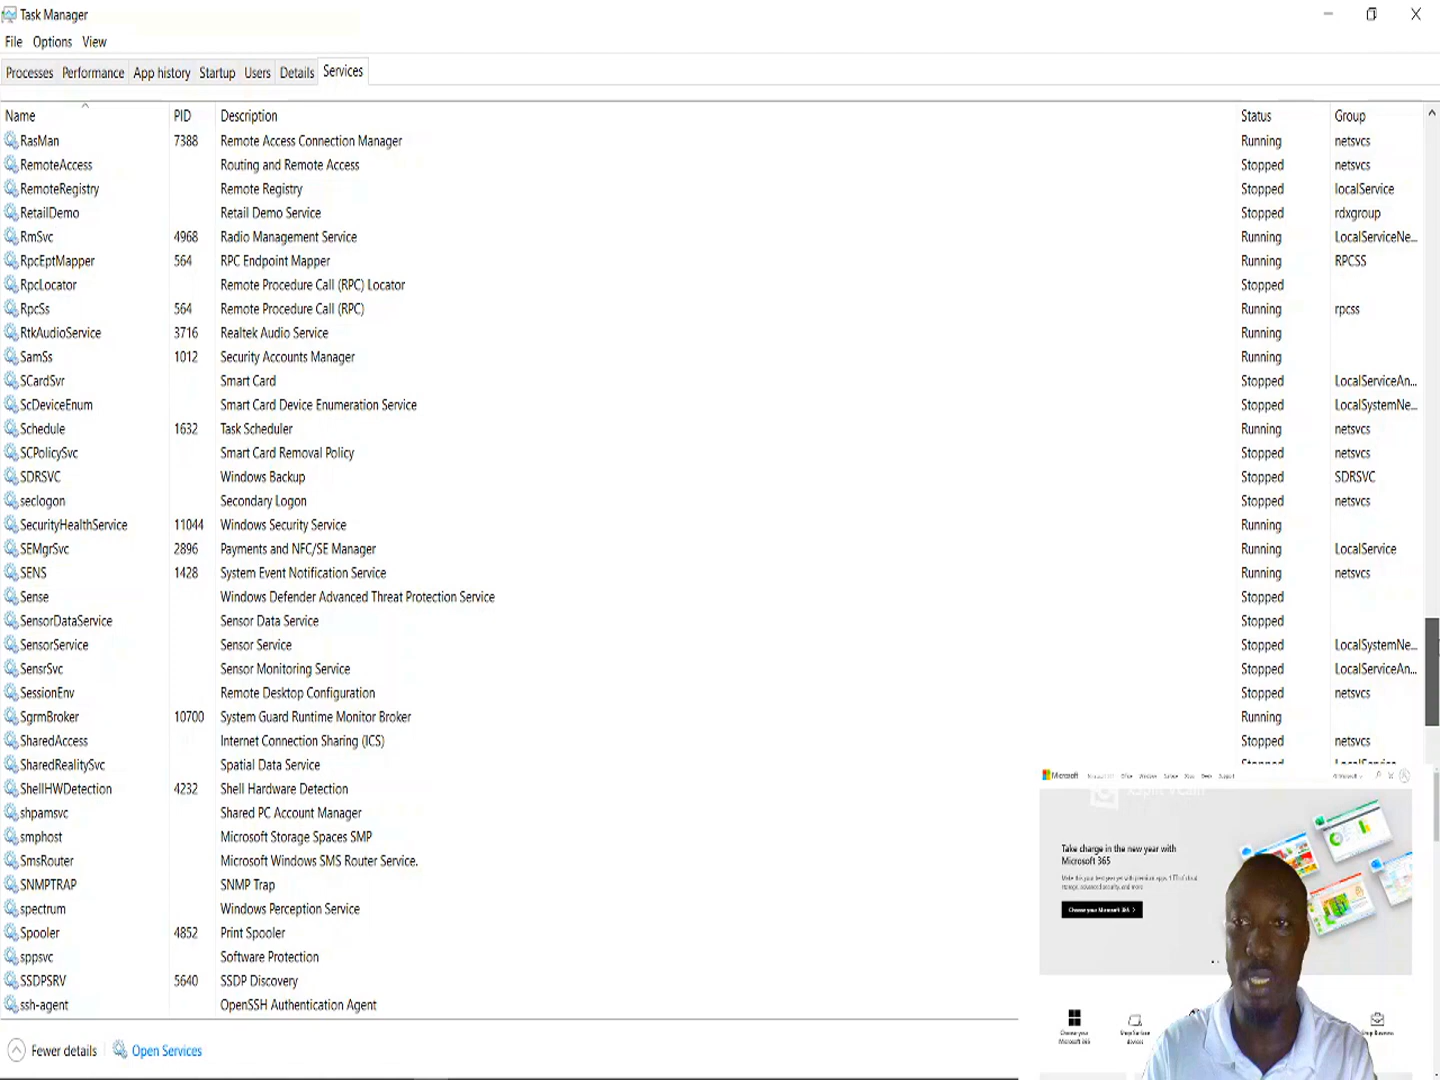 Task Manager
File Options View
Processes Performance App history Startup Users Details Services
Name PID Description Status Group
RasMan 7388 Remote Access Connection Manager Running netsvcs
RemoteAccess Routing and Remote Access Stopped netsvcs
RemoteRegistry Remote Registry Stopped localService
RetailDemo Retail Demo Service Stopped rdxgroup
RmSvc 4968 Radio Management Service Running LocalServiceNe...
RpcEptMapper 564 RPC Endpoint Mapper Running RPCSS
RpcLocator Remote Procedure Call (RPC) Locator Stopped
RpcSs 564 Remote Procedure Call (RPC) Running rpcss
RtkAudioService 3716 Realtek Audio Service Running
SamSs 1012 Security Accounts Manager Running
SCardSvr Smart Card Stopped LocalServiceAn...
ScDeviceEnum Smart Card Device Enumeration Service Stopped LocalSystemNe...
Schedule 1632 Task Scheduler Running netsvcs
SCPolicySvc Smart Card Removal Policy Stopped netsvcs
SDRSVC Windows Backup Stopped SDRSVC
seclogon Secondary Logon Stopped netsvcs
SecurityHealthService 11044 Windows Security Service Running
SEMgrSvc 2896 Payments and NFC/SE Manager Running LocalService
SENS 1428 System Event Notification Service Running netsvcs
Sense Windows Defender Advanced Threat Protection Service Stopped
SensorDataService Sensor Data Service Stopped
SensorService Sensor Service Stopped LocalSystemNe...
SensrSvc Sensor Monitoring Service Stopped LocalServiceAn...
SessionEnv Remote Desktop Configuration Stopped netsvcs
SgrmBroker 10700 System Guard Runtime Monitor Broker Running
SharedAccess Internet Connection Sharing (ICS) Stopped netsvcs
SharedRealitySvc Spatial Data Service
ShellHWDetection 4232 Shell Hardware Detection
shpamsvc Shared PC Account Manager
smphost Microsoft Storage Spaces SMP
SmsRouter Microsoft Windows SMS Router Service.
SNMPTRAP SNMP Trap
spectrum Windows Perception Service
Spooler 4852 Print Spooler
sppsvc Software Protection
SSDPSRV 5640 SSDP Discovery
ssh-agent OpenSSH Authentication Agent
Fewer details Open Services
Microsoft
Take charge in the new year with
Microsoft 365
Choose your Microsoft 365